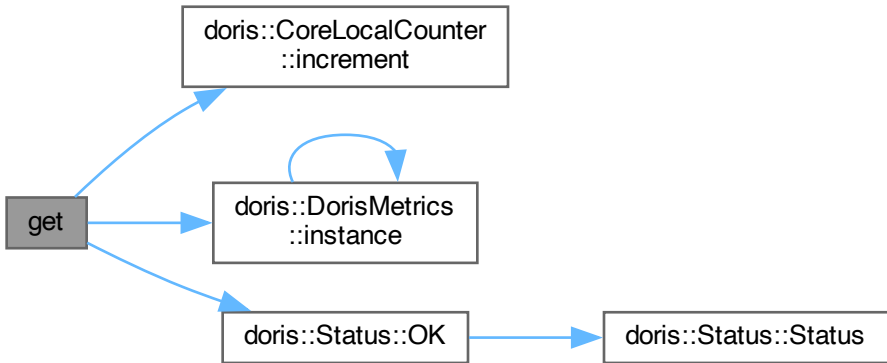 doris::CoreLocalCounter
::increment
get
doris::DorisMetrics
::instance
doris::Status::OK
doris::Status::Status